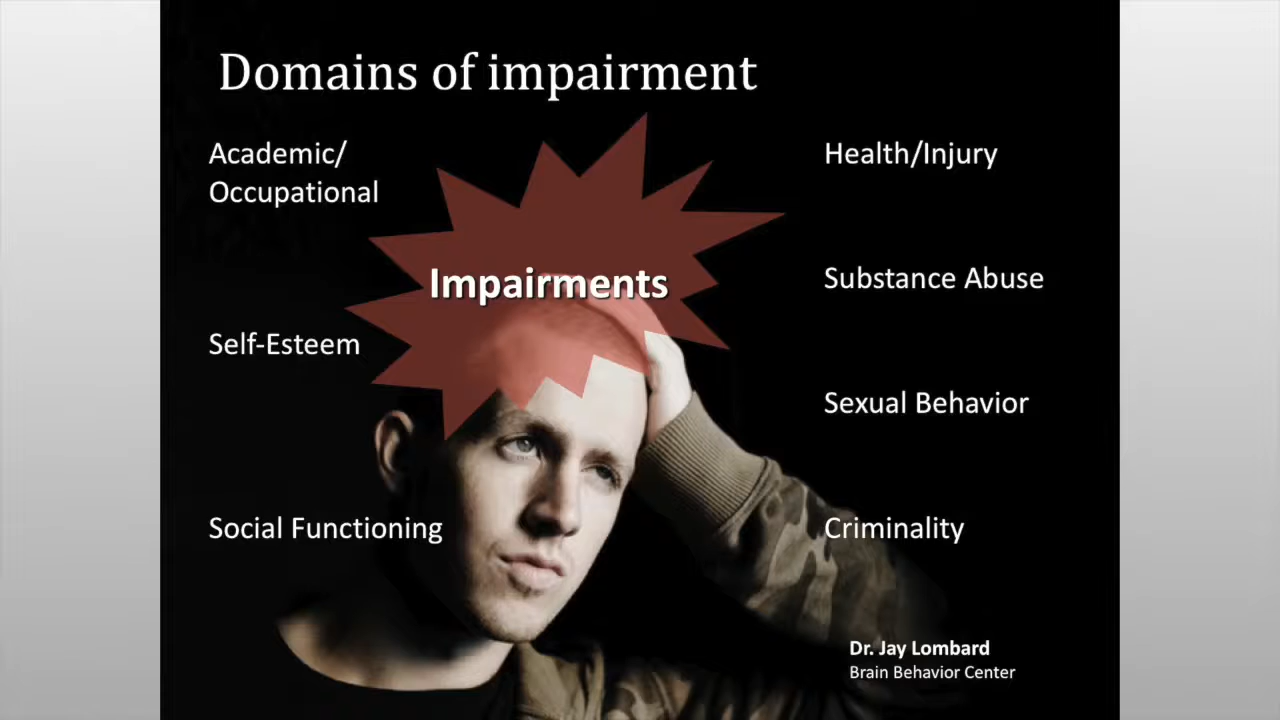 Domains of impairment
Academic/
Occupational
Self-Esteem
Social Functioning
Impairments
Health/Injury
Substance Abuse
Sexual Behavior
Criminality
Dr. Jay Lombard
Brain Behavior Center